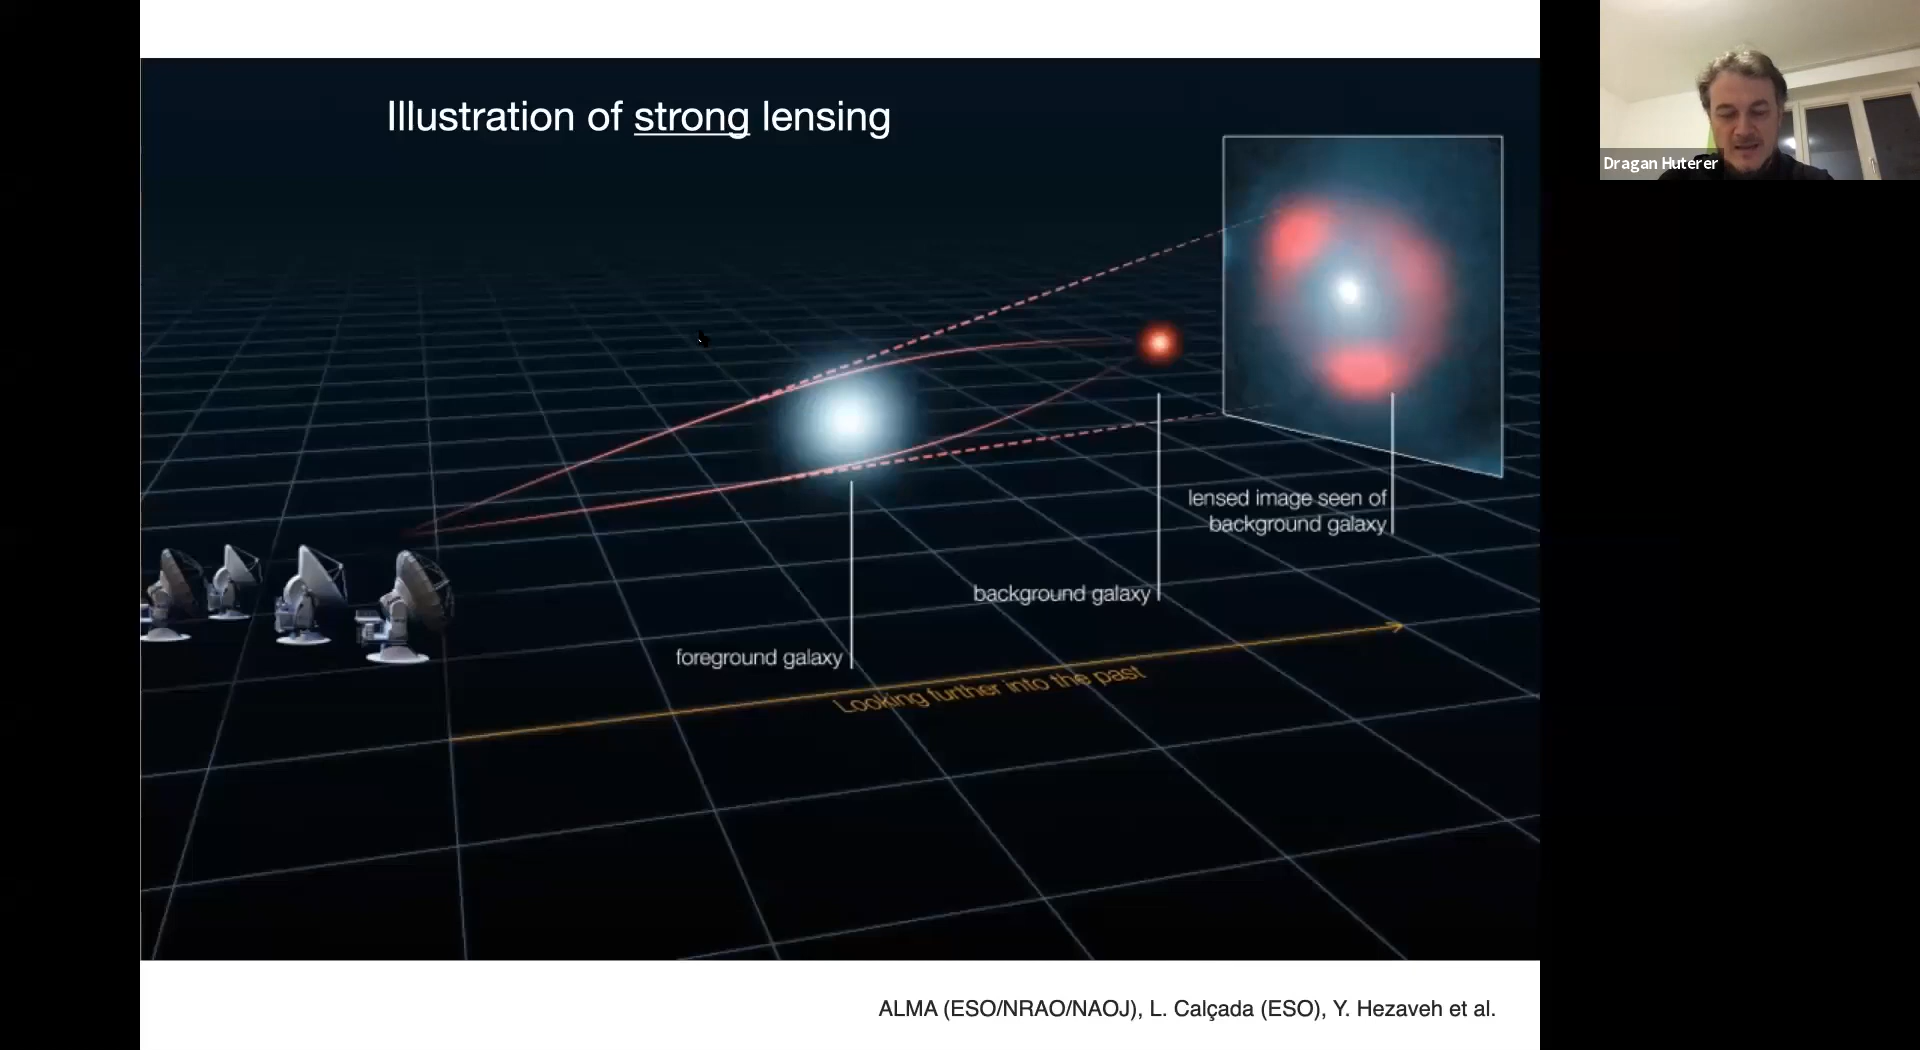 Illustration of strong lensing
Dragan Huterer
lensed image seen of
background galaxy
background galaxy
foreground galaxy
Looking further into the past
ALMA (ESO/NRAO/NAOJ), L. Calçada (ESO), Y. Hezaveh et al.